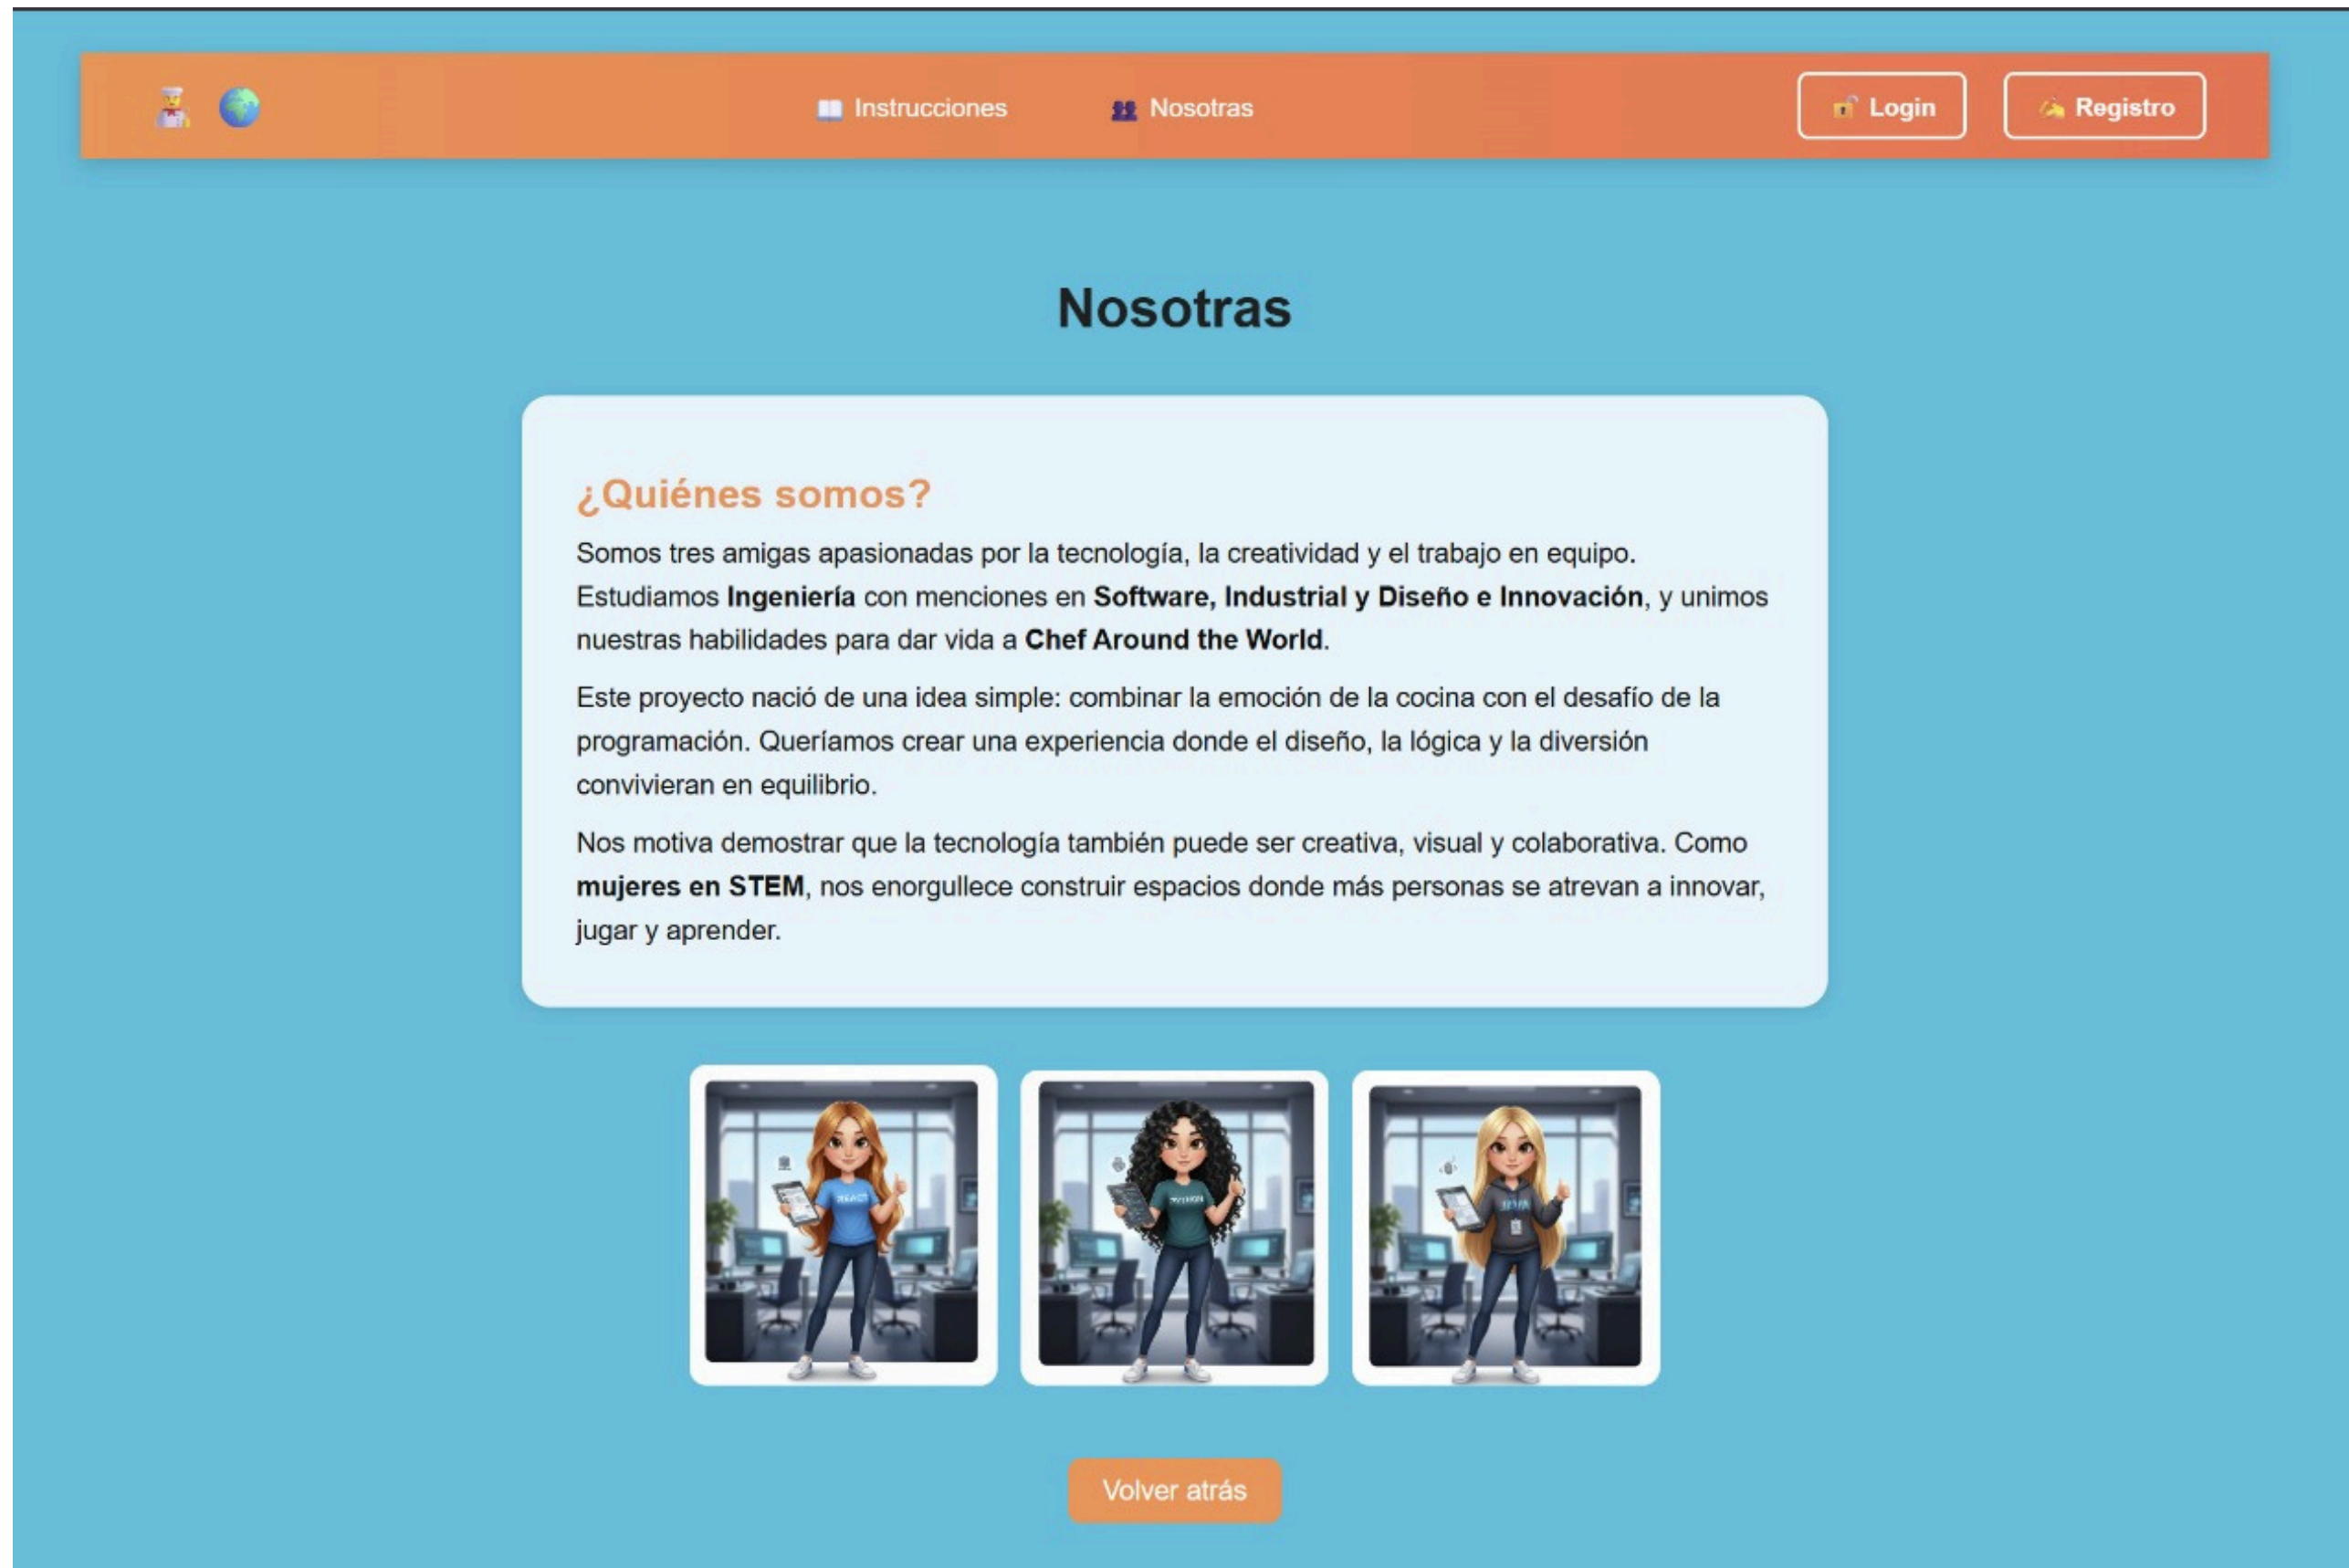 Instrucciones
Nosotras
Login
Registro
Nosotras
¿Quiénes somos?
Somos tres amigas apasionadas por la tecnología, la creatividad y el trabajo en equipo.
Estudiamos Ingeniería con menciones en Software, Industrial y Diseño e Innovación, y unimos
nuestras habilidades para dar vida a Chef Around the World.
Este proyecto nació de una idea simple: combinar la emoción de la cocina con el desafío de la
programación. Queríamos crear una experiencia donde el diseño, la lógica y la diversión
convivieran en equilibrio.
Nos motiva demostrar que la tecnología también puede ser creativa, visual y colaborativa. Como
mujeres en STEM, nos enorgullece construir espacios donde más personas se atrevan a innovar,
jugar y aprender.
REACT
PYTHON
JAVA
Volver atrás